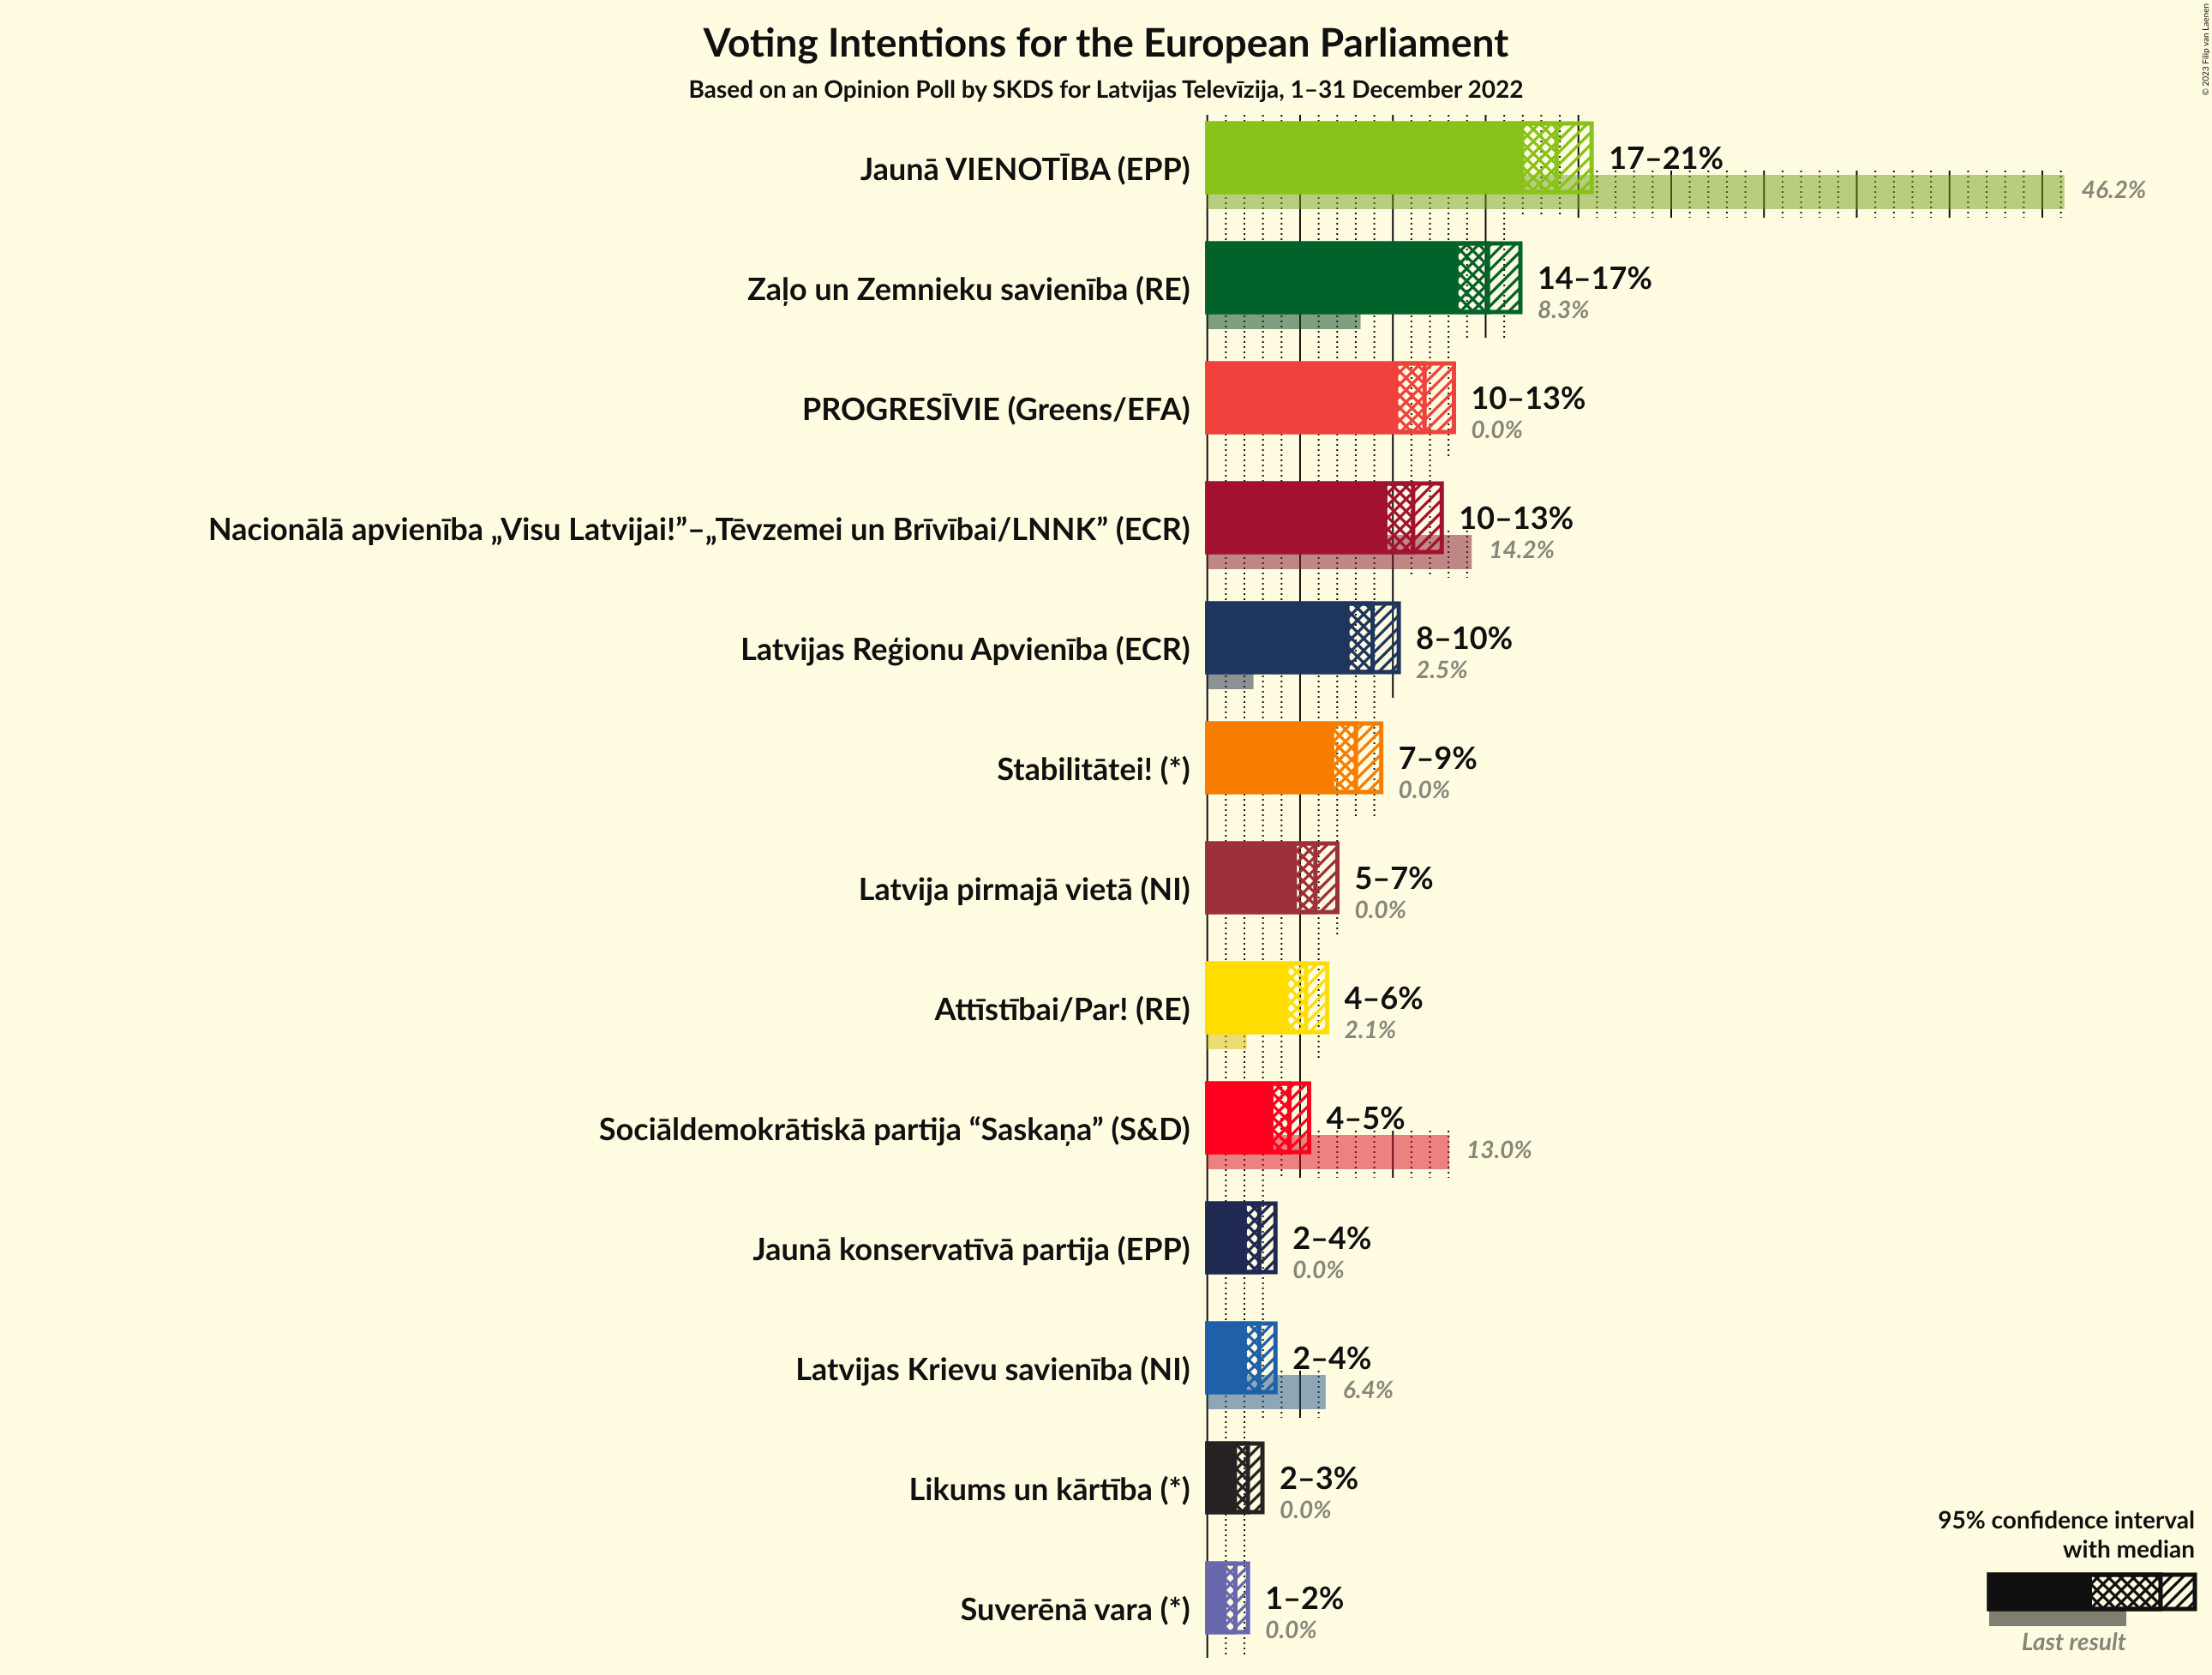 © 2023 Filip van Laenen
Voting Intentions for the European Parliament
Based on an Opinion Poll by SKDS for Latvijas Televīzija, 1–31 December 2022
Jaunā VIENOTĪBA (EPP)
17–21%
46.2%
Zaļo un Zemnieku savienība (RE)
14–17%
8.3%
PROGRESĪVIE (Greens/EFA)
10–13%
0.0%
Nacionālā apvienība „Visu Latvijai!”–„Tēvzemei un Brīvībai/LNNK” (ECR)
10–13%
14.2%
Latvijas Reģionu Apvienība (ECR)
8–10%
2.5%
Stabilitātei! (*)
7–9%
0.0%
Latvija pirmajā vietā (NI)
5–7%
0.0%
Attīstībai/Par! (RE)
4–6%
2.1%
Sociāldemokrātiskā partija “Saskaņa” (S&D)
4–5%
13.0%
Jaunā konservatīvā partija (EPP)
2–4%
0.0%
Latvijas Krievu savienība (NI)
2–4%
6.4%
Likums un kārtība (*)
2–3%
0.0%
Suverēnā vara (*)
1–2%
0.0%
95% confidence interval
with median
Last result